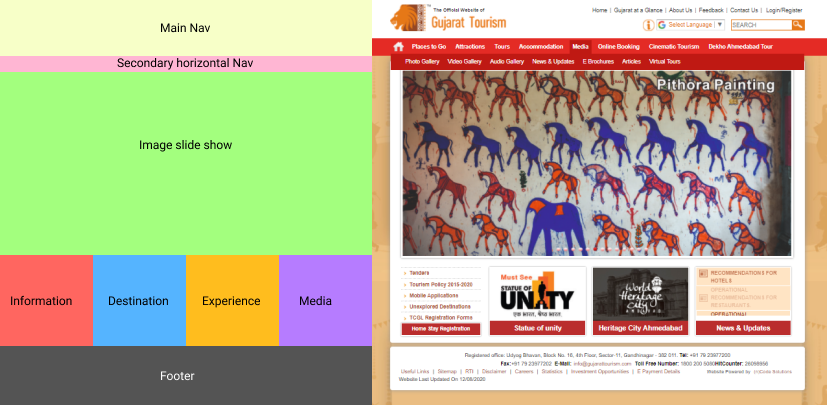 Main Nav
Secondary horizontal Nav
Image slide show
Information
Destination
Experience
Media
Footer
The Official Website of
Gujarat Tourism
Home | Gujarat at a Glance | About Us | Feedback | Contact Us | Login/Register
Select Language ▼
SEARCH
Places to Go Attractions Tours Accommodation Media Online Booking Cinematic Tourism Dekho Ahmedabad Tour
Photo Gallery Video Gallery Audio Gallery News & Updates E Brochures Articles Virtual Tours
Pithora Painting
Tenders
Tourism Policy 2015-2020
Mobile Applications
Unexplored Destinations
TCGL Registration Forms
Home Stay Registration
Must See
STATUE OF
UNITY
Statue of unity
World
Heritage
City
Heritage City Ahmedabad
RECOMMENDATIONS FOR
HOTELS
OPERATIONAL
RECOMMENDATIONS FOR
RESTAURANTS
OPERATIONAL
News & Updates
Registered office: Udyog Bhavan, Block No. 16, 4th Floor, Sector-11, Gandhinagar - 382 011. Tel: +91 79 23977200
Fax: +91 79 23977202 E-Mail: info@gujarattourism.com Toll Free Number: 1800 200 5080 HitCounter:
Useful Links | Sitemap | RTI | Disclaimer | Careers | Statistics | Investment Opportunities | E Payment Details
Website Powered by
Website Last Updated On 12/08/2020